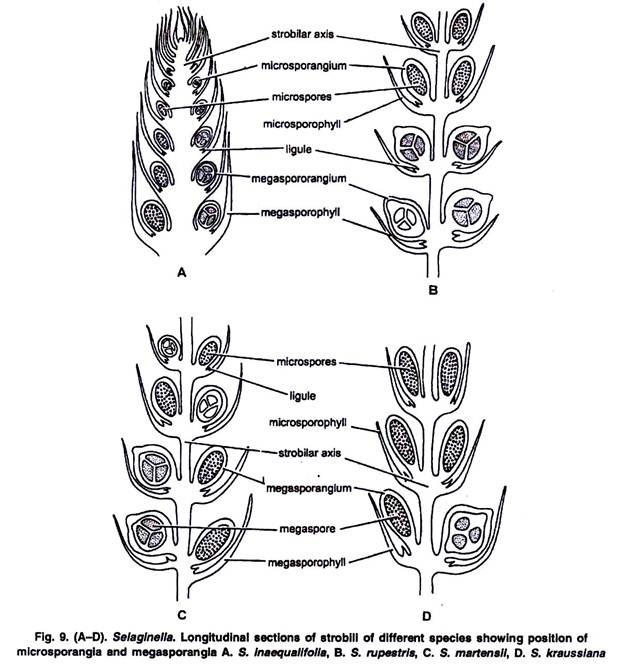 strobilar axis
microsporangium
microspores
microsporophyll
ligule
megaspororangium
megasporophyll
A
B
microspores
ligule
microsporophyll
strobilar axis
megasporangium
megaspore
megasporophyll
C
D
Fig. 9. (A–D). Selaginella. Longitudinal sections of strobili of different species showing position of
microsporangia and megasporangia A. S. inaequalifolia, B. S. rupestris, C. S. martensii, D. S. kraussiana